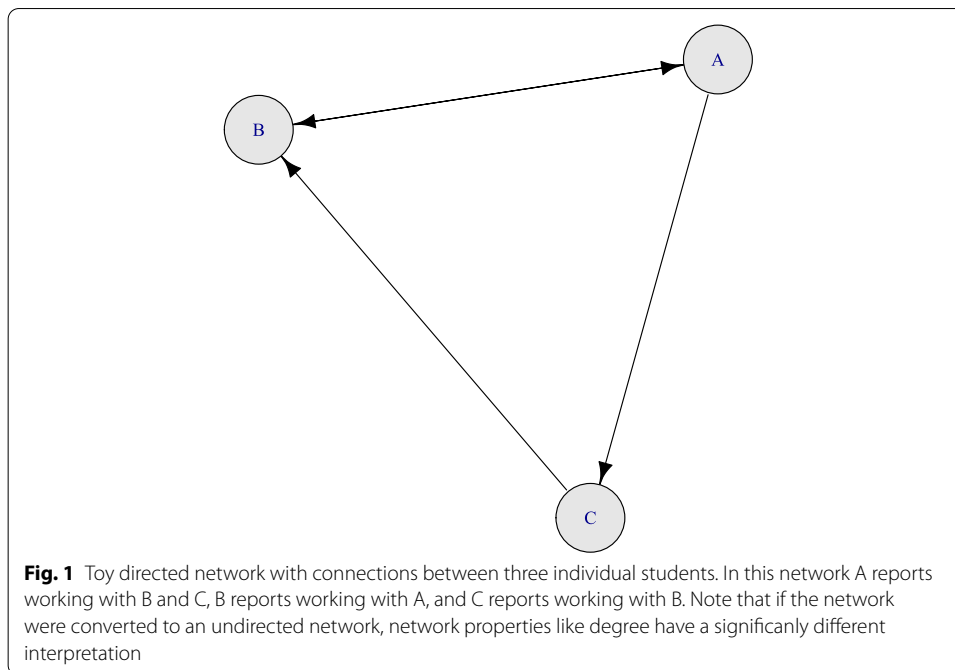 A
B
C
Fig. 1 Toy directed network with connections between three individual students. In this network A reports
working with B and C, B reports working with A, and C reports working with B. Note that if the network
were converted to an undirected network, network properties like degree have a significanly different
interpretation